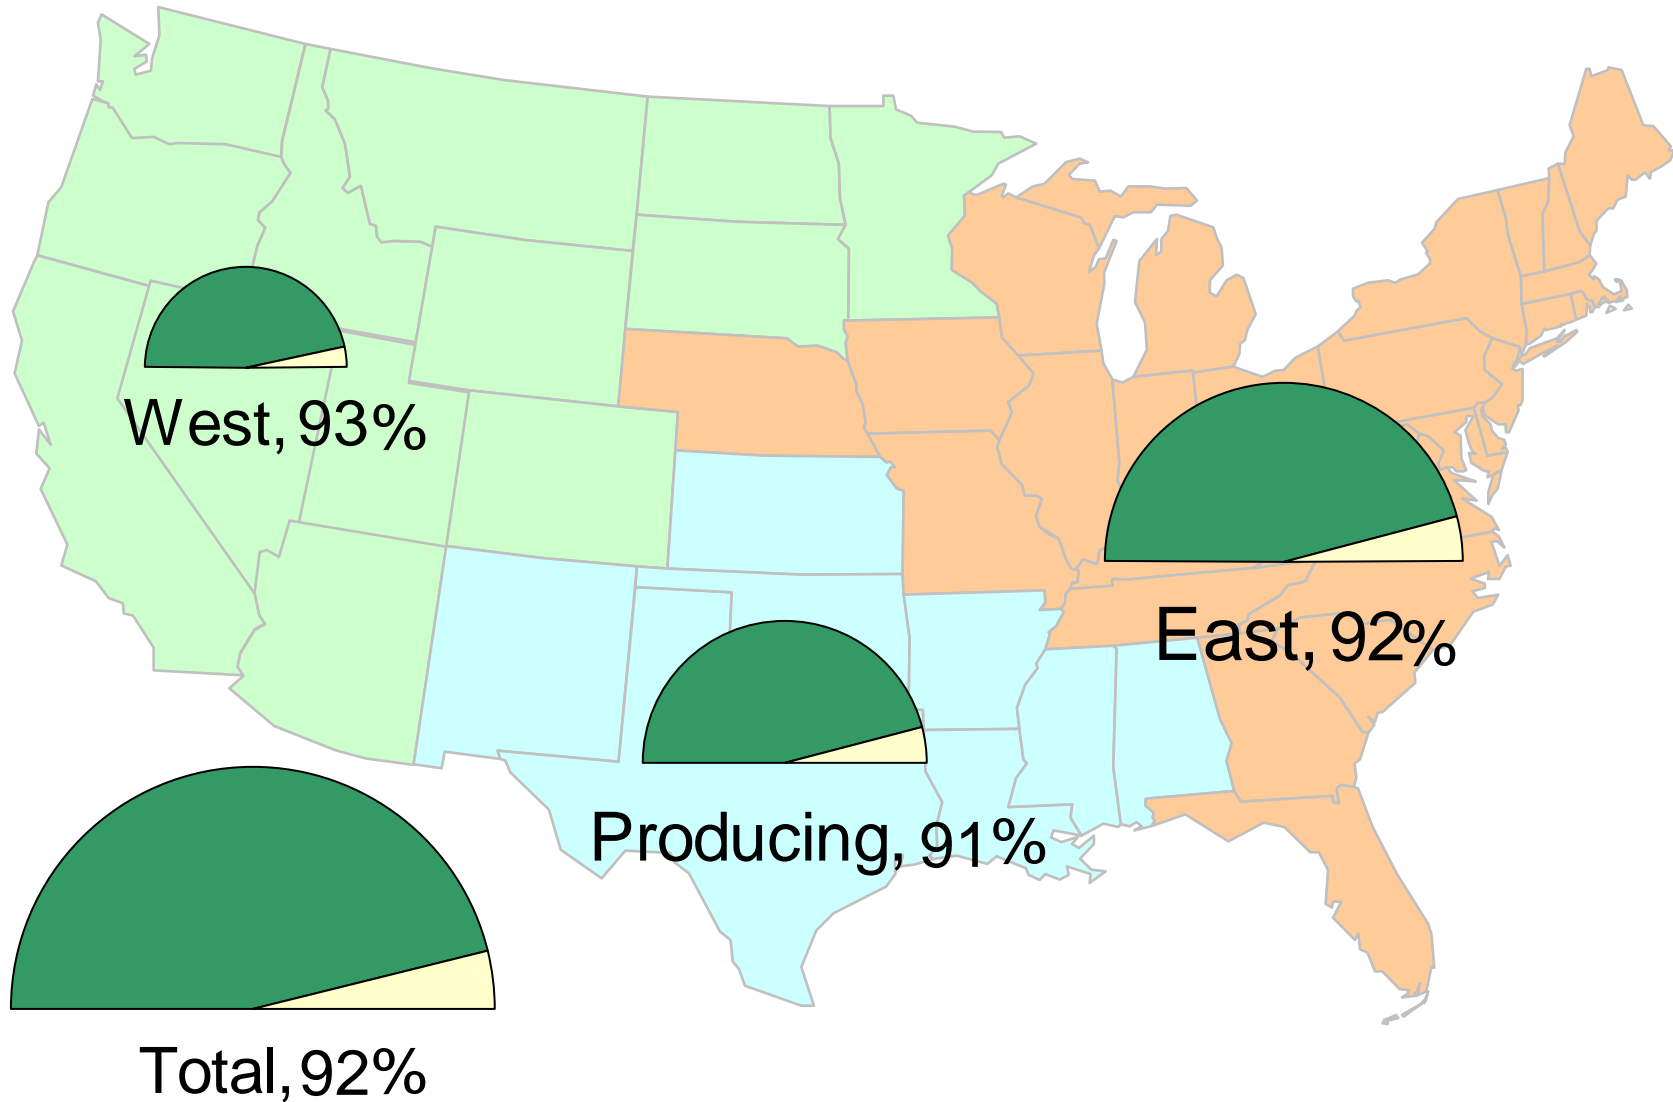 West, 93%
East, 92%
Producing, 91%
Total, 92%